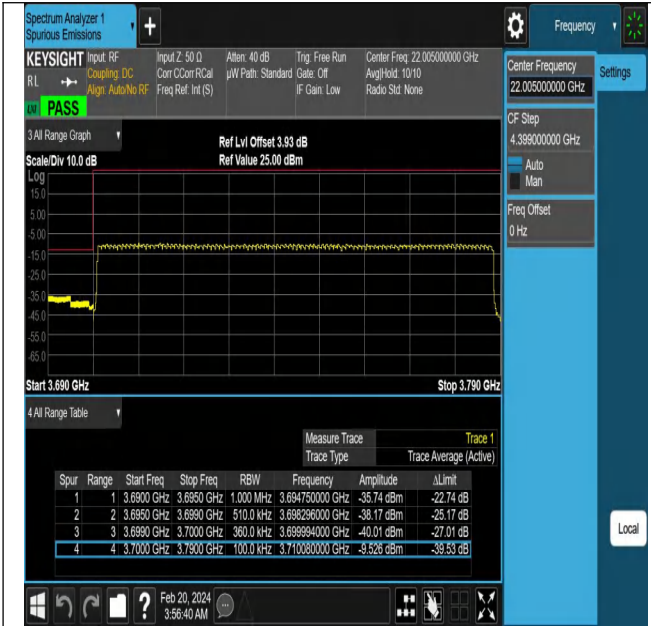 Spectrum Analyzer 1
Spurious Emissions
+
Frequency
KEYSIGHT
RL
Input: RF
Coupling: DC
Align: Auto/No RF
Input Z: 50 Ω
Corr CCorr RCal
Freq Ref: Int (S)
Atten: 40 dB
µW Path: Standard
Trig: Free Run
Gate: Off
IF Gain: Low
Center Freq: 22.005000000 GHz
Avg|Hold: 10/10
Radio Std: None
PASS
Center Frequency
22.005000000 GHz
Settings
CF Step
4.399000000 GHz
Auto
Man
Freq Offset
0 Hz
3 All Range Graph
Scale/Div 10.0 dB
Ref Lvl Offset 3.93 dB
Ref Value 25.00 dBm
Log
15.0
5.00
-5.00
-15.0
-25.0
-35.0
-45.0
-55.0
-65.0
Start 3.690 GHz
Stop 3.790 GHz
4 All Range Table
Measure Trace Trace 1
Trace Type Trace Average (Active)
Spur Range Start Freq Stop Freq RBW Frequency Amplitude ΔLimit
1 1 3.6900 GHz 3.6950 GHz 1.000 MHz 3.694750000 GHz -35.74 dBm -22.74 dB
2 2 3.6950 GHz 3.6990 GHz 510.0 kHz 3.698296000 GHz -38.17 dBm -25.17 dB
3 3 3.6990 GHz 3.7000 GHz 360.0 kHz 3.699994000 GHz -40.01 dBm -27.01 dB
4 4 3.7000 GHz 3.7900 GHz 100.0 kHz 3.710080000 GHz -9.526 dBm -39.53 dB
Local
?
Feb 20, 2024
3:56:40 AM